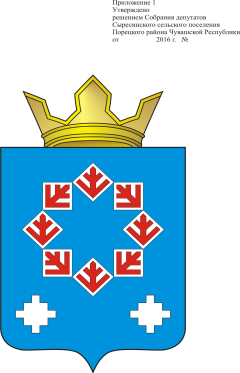 Приложение 1
Утверждено
решением Собрания депутатов
Сыресинского сельского поселения
Порецкого района Чувашской Республики
от 2016 г. №